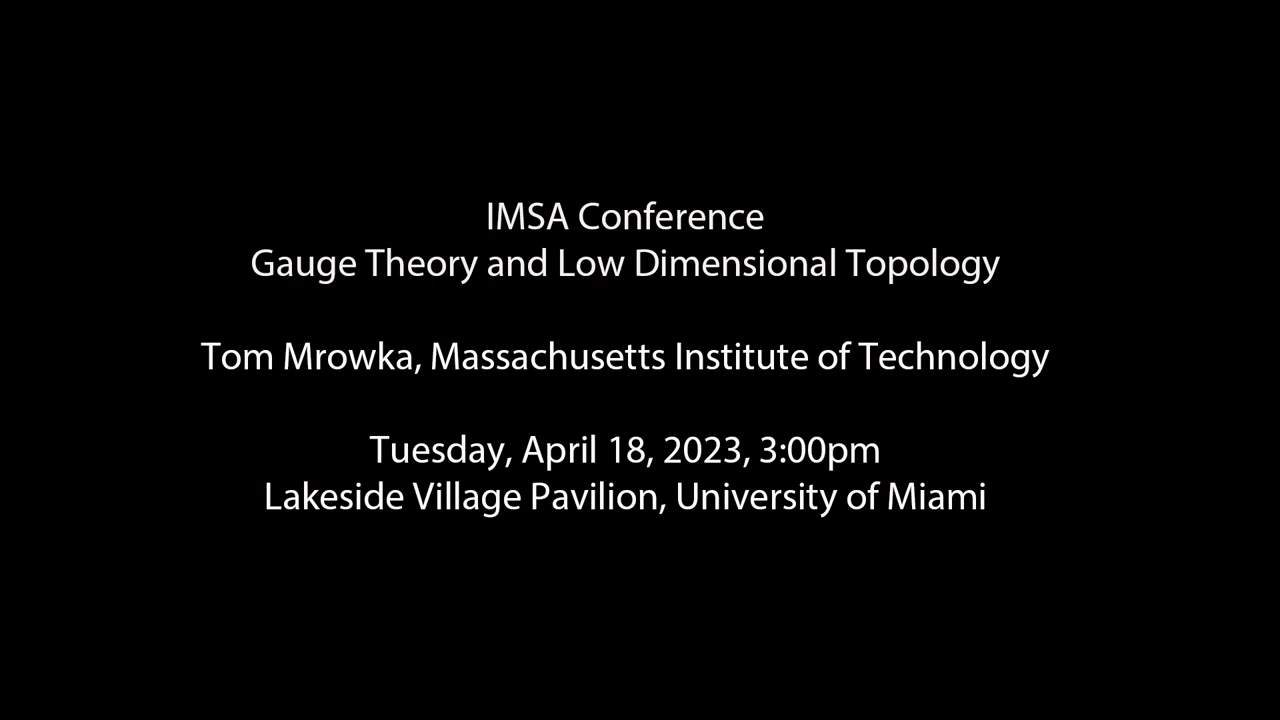 IMSA Conference
Gauge Theory and Low Dimensional Topology
Tom Mrowka, Massachusetts Institute of Technology
Tuesday, April 18, 2023, 3:00pm
Lakeside Village Pavilion, University of Miami